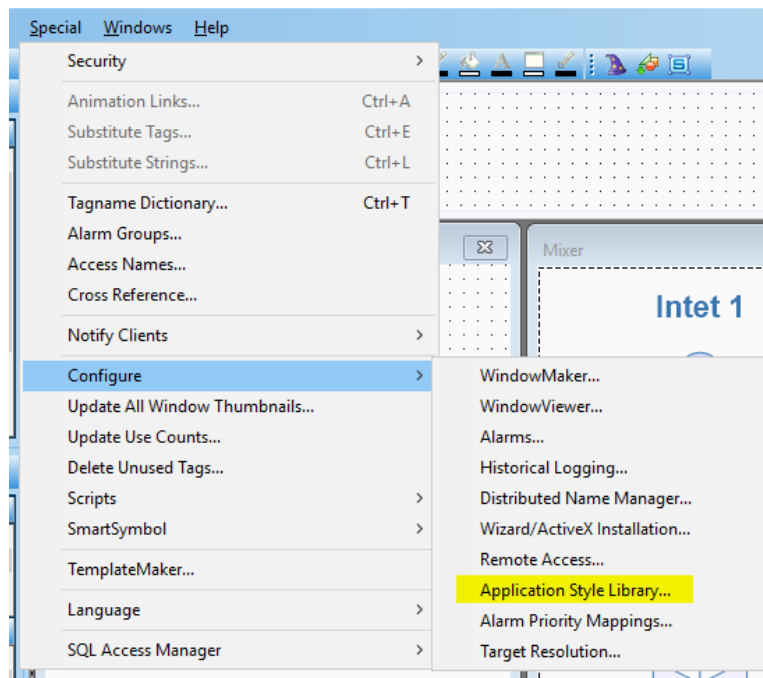 Special Windows Help
Security >
Animation Links... Ctrl+A
Substitute Tags... Ctrl+E
Substitute Strings... Ctrl+L
Tagname Dictionary... Ctrl+T
Alarm Groups...
Access Names...
Cross Reference...
Notify Clients >
Configure >
Update All Window Thumbnails...
Update Use Counts...
Delete Unused Tags...
Scripts >
SmartSymbol >
TemplateMaker...
Language >
SQL Access Manager >
Mixer
Intet 1
WindowMaker...
WindowViewer...
Alarms...
Historical Logging...
Distributed Name Manager...
Wizard/ActiveX Installation...
Remote Access...
Application Style Library...
Alarm Priority Mappings...
Target Resolution...